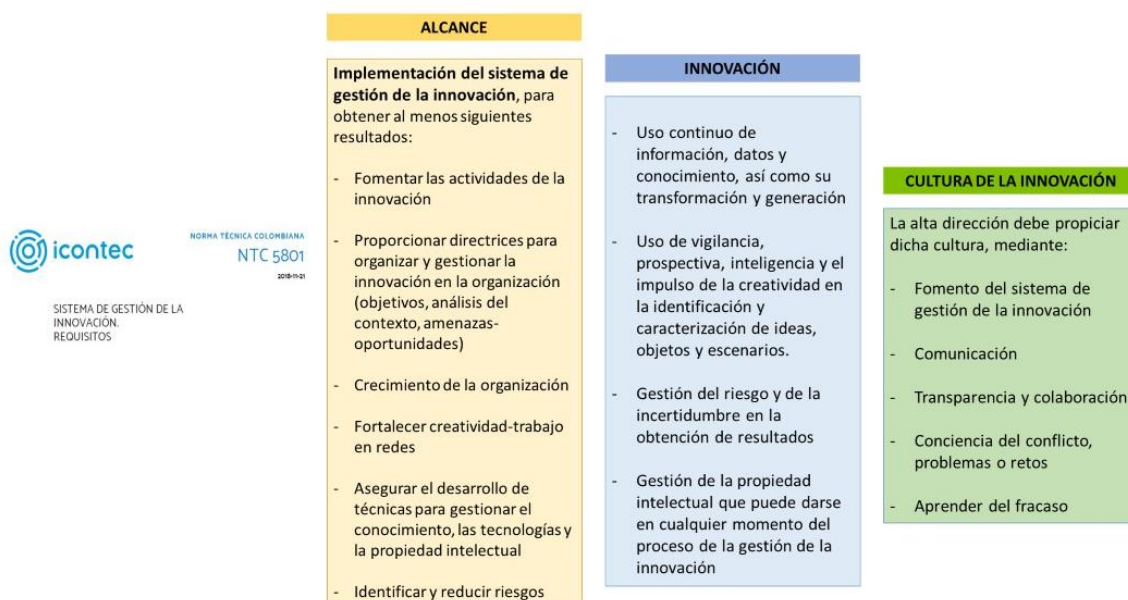 icontec
NORMA TÉCNICA COLOMBIANA
NTC 5801
2018-11-21
SISTEMA DE GESTIÓN DE LA
INNOVACIÓN.
REQUISITOS
ALCANCE
Implementación del sistema de
gestión de la innovación, para
obtener al menos siguientes
resultados:
- Fomentar las actividades de la
innovación
- Proporcionar directrices para
organizar y gestionar la
innovación en la organización
(objetivos, análisis del
contexto, amenazas-
oportunidades)
- Crecimiento de la organización
- Fortalecer creatividad-trabajo
en redes
- Asegurar el desarrollo de
técnicas para gestionar el
conocimiento, las tecnologías y
la propiedad intelectual
- Identificar y reducir riesgos
INNOVACIÓN
- Uso continuo de
información, datos y
conocimiento, así como su
transformación y generación
- Uso de vigilancia,
prospectiva, inteligencia y el
impulso de la creatividad en
la identificación y
caracterización de ideas,
objetos y escenarios.
- Gestión del riesgo y de la
incertidumbre en la
obtención de resultados
- Gestión de la propiedad
intelectual que puede darse
en cualquier momento del
proceso de la gestión de la
innovación
CULTURA DE LA INNOVACIÓN
La alta dirección debe propiciar
dicha cultura, mediante:
- Fomento del sistema de
gestión de la innovación
- Comunicación
- Transparencia y colaboración
- Conciencia del conflicto,
problemas o retos
- Aprender del fracaso